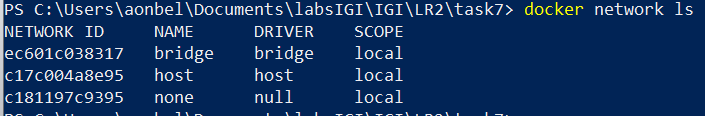 PS C:\Users\aonbel\Documents\labsIGI\IGI\LR2\task7> docker network ls
NETWORK ID     NAME      DRIVER    SCOPE
ec601c038317   bridge    bridge    local
c17c004a8e95   host      host      local
c181197c9395   none      null      local